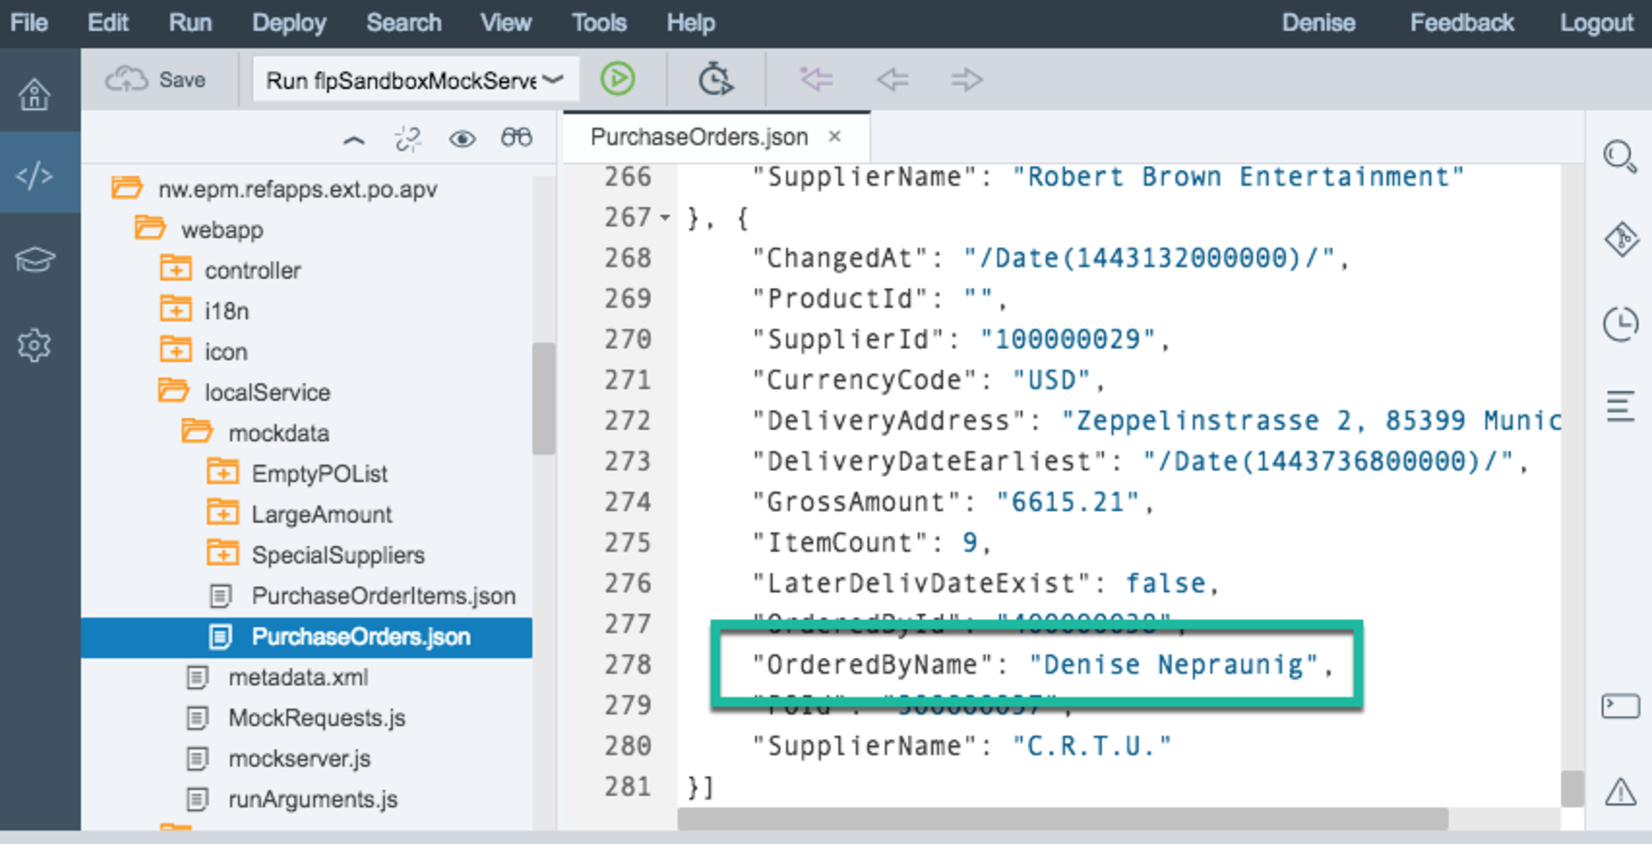 File Edit Run Deploy Search View Tools Help Denise Feedback Logout
Save Run flpSandboxMockServe
PurchaseOrders.json ×
nw.epm.refapps.ext.po.apv
webapp
controller
i18n
icon
localService
mockdata
EmptyPOList
LargeAmount
SpecialSuppliers
PurchaseOrderItems.json
PurchaseOrders.json
metadata.xml
MockRequests.js
mockserver.js
runArguments.js
266 "SupplierName": "Robert Brown Entertainment"
267 }, {
268 "ChangedAt": "/Date(1443132000000)/",
269 "ProductId": "",
270 "SupplierId": "100000029",
271 "CurrencyCode": "USD",
272 "DeliveryAddress": "Zeppelinstrasse 2, 85399 Munic
273 "DeliveryDateEarliest": "/Date(1443736800000)/",
274 "GrossAmount": "6615.21",
275 "ItemCount": 9,
276 "LaterDelivDateExist": false,
277 "OrderedById": "400000038",
278 "OrderedByName": "Denise Nepraunig",
279 "POId": "300000097",
280 "SupplierName": "C.R.T.U."
281 }]